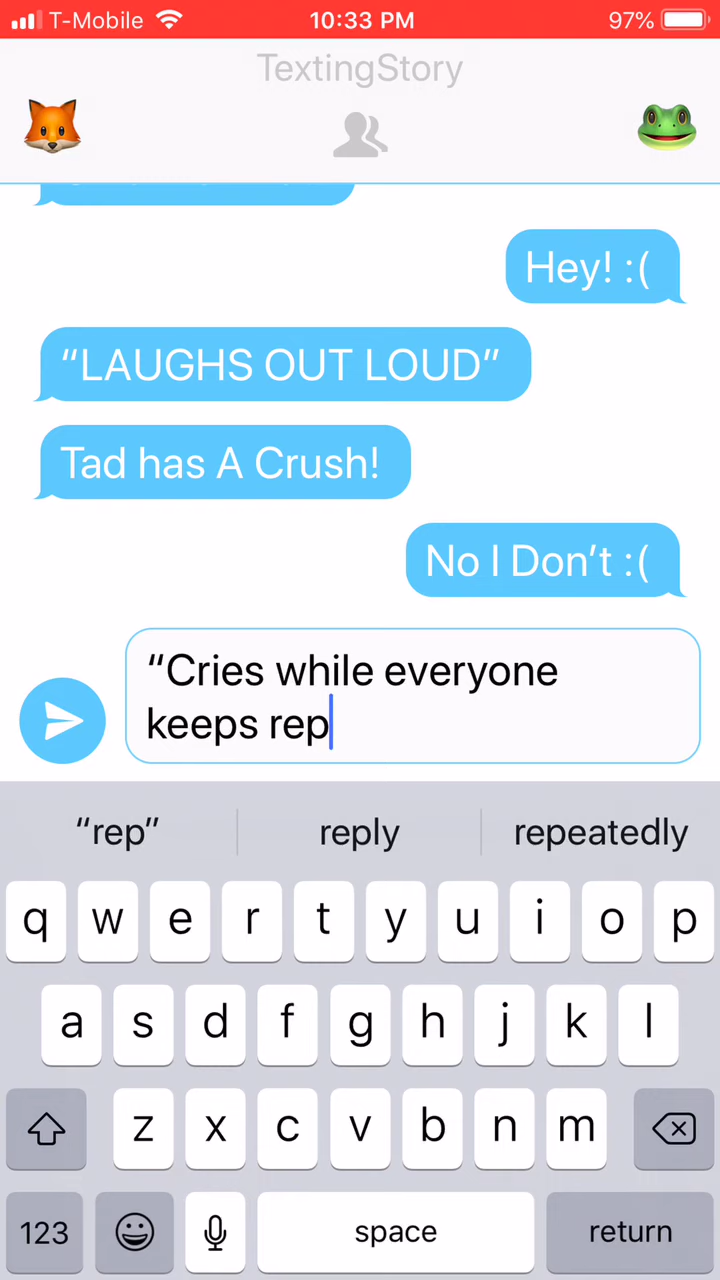 T-Mobile 10:33 PM 97%
TextingStory
Hey! :(
“LAUGHS OUT LOUD”
Tad has A Crush!
No I Don’t :(
“Cries while everyone
keeps rep
“rep” reply repeatedly
q w e r t y u i o p
a s d f g h j k l
z x c v b n m
123 space return